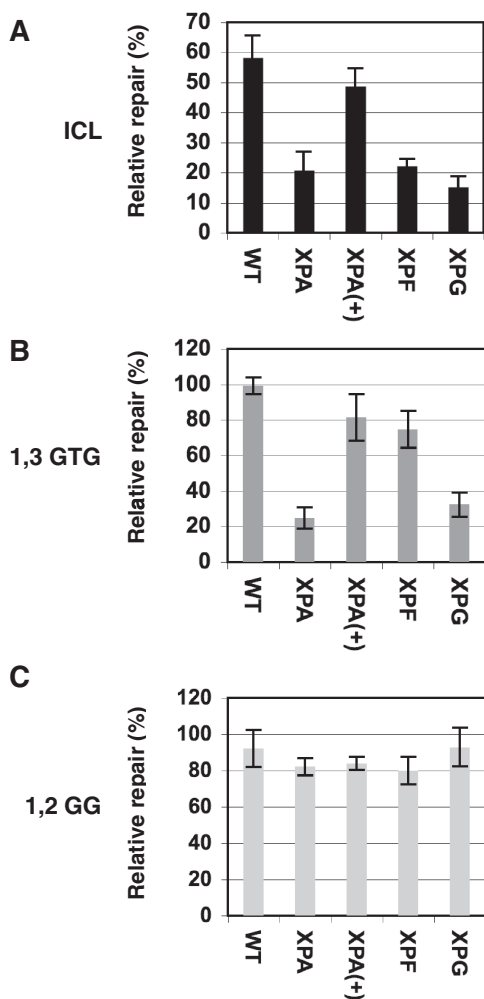 A
ICL
Relative repair (%)
70
60
50
40
30
20
10
0
WT
XPA
XPA(+)
XPF
XPG
B
1,3 GTG
Relative repair (%)
120
100
80
60
40
20
0
WT
XPA
XPA(+)
XPF
XPG
C
1,2 GG
Relative repair (%)
120
100
80
60
40
20
0
WT
XPA
XPA(+)
XPF
XPG